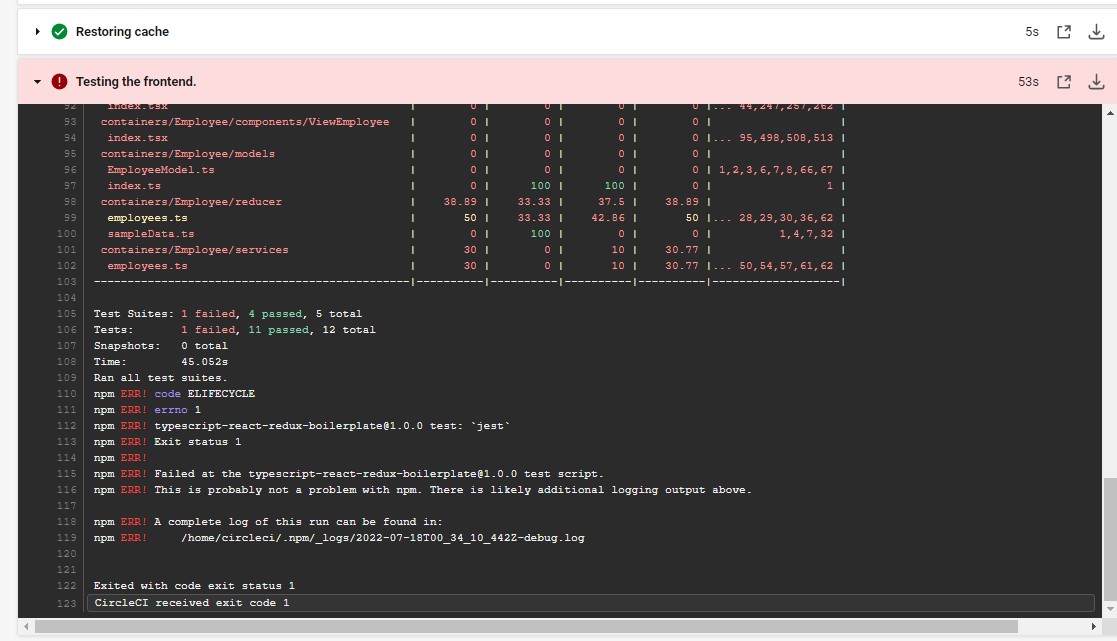 Restoring cache 5s
Testing the frontend. 53s
92 index.tsx | 0 | 0 | 0 | 0 |... 44,247,257,262 |
93 containers/Employee/components/ViewEmployee | 0 | 0 | 0 | 0 | |
94 index.tsx | 0 | 0 | 0 | 0 |... 95,498,508,513 |
95 containers/Employee/models | 0 | 0 | 0 | 0 | |
96 EmployeeModel.ts | 0 | 0 | 0 | 0 | 1,2,3,6,7,8,66,67 |
97 index.ts | 0 | 100 | 100 | 0 | 1 |
98 containers/Employee/reducer | 38.89 | 33.33 | 37.5 | 38.89 | |
99 employees.ts | 50 | 33.33 | 42.86 | 50 |... 28,29,30,36,62 |
100 sampleData.ts | 0 | 100 | 0 | 0 | 1,4,7,32 |
101 containers/Employee/services | 30 | 0 | 10 | 30.77 | |
102 employees.ts | 30 | 0 | 10 | 30.77 |... 50,54,57,61,62 |
103 -----------------------------------------------|----------|----------|----------|----------|-------------------|
104
105 Test Suites: 1 failed, 4 passed, 5 total
106 Tests: 1 failed, 11 passed, 12 total
107 Snapshots: 0 total
108 Time: 45.052s
109 Ran all test suites.
110 npm ERR! code ELIFECYCLE
111 npm ERR! errno 1
112 npm ERR! typescript-react-redux-boilerplate@1.0.0 test: `jest`
113 npm ERR! Exit status 1
114 npm ERR!
115 npm ERR! Failed at the typescript-react-redux-boilerplate@1.0.0 test script.
116 npm ERR! This is probably not a problem with npm. There is likely additional logging output above.
117
118 npm ERR! A complete log of this run can be found in:
119 npm ERR! /home/circleci/.npm/_logs/2022-07-18T00_34_10_442Z-debug.log
120
121
122 Exited with code exit status 1
123 CircleCI received exit code 1